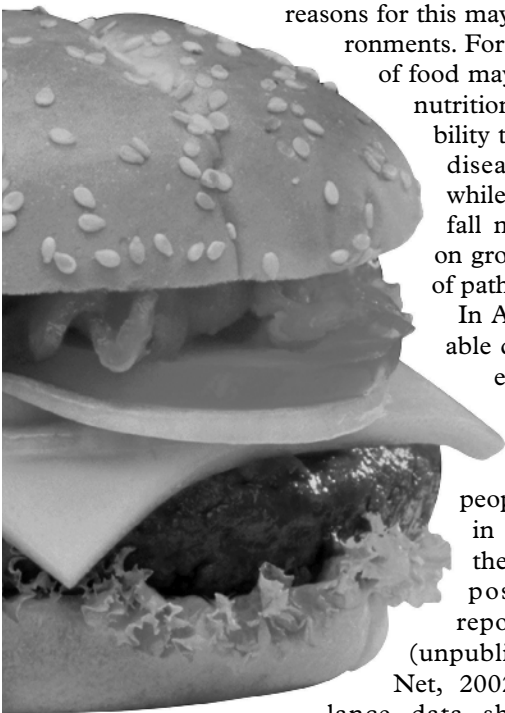 reasons for this may
ronments. For
of food may
nutrition
bility t
disea
while
fall n
on gro
of path
In A
able
e
peop
in
the
pos
repo
(unpubli
Net, 2002
lance data sh